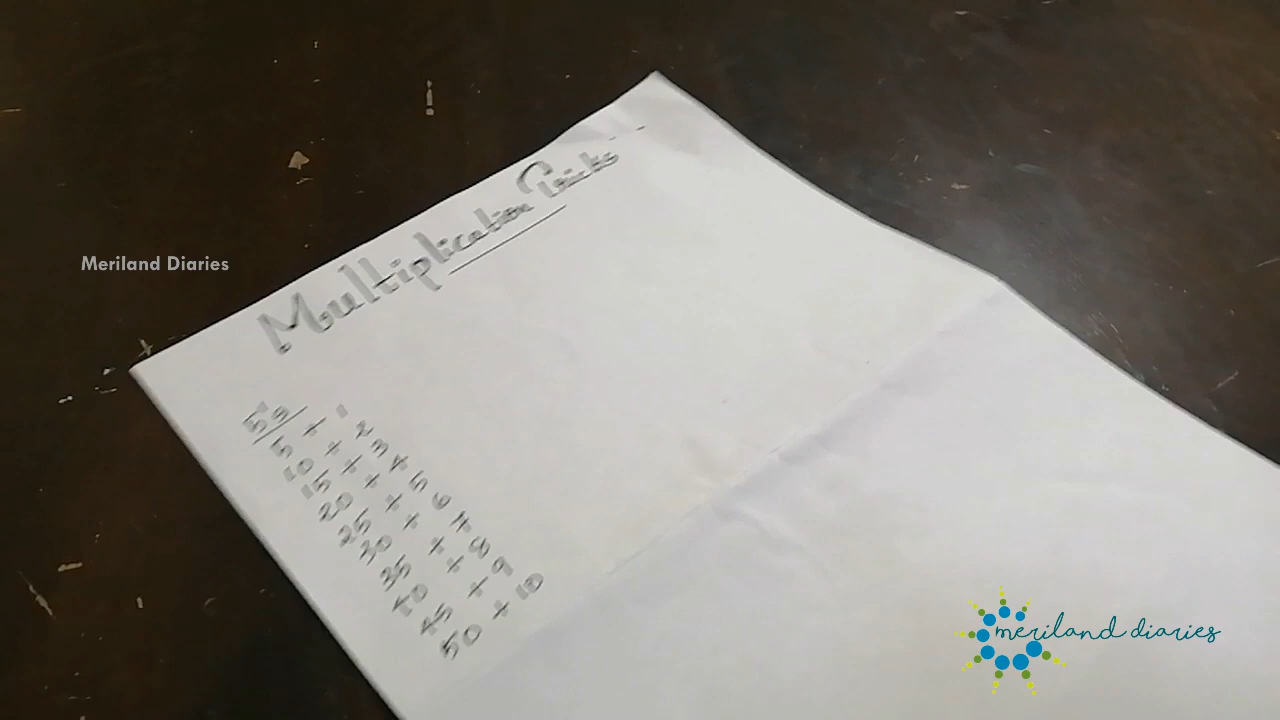 Multiplication Tricks
5's
5 + 1
10 + 2
15 + 3
20 + 4
25 + 5
30 + 6
35 + 7
40 + 8
45 + 9
50 + 10
Meriland Diaries
meriland diaries